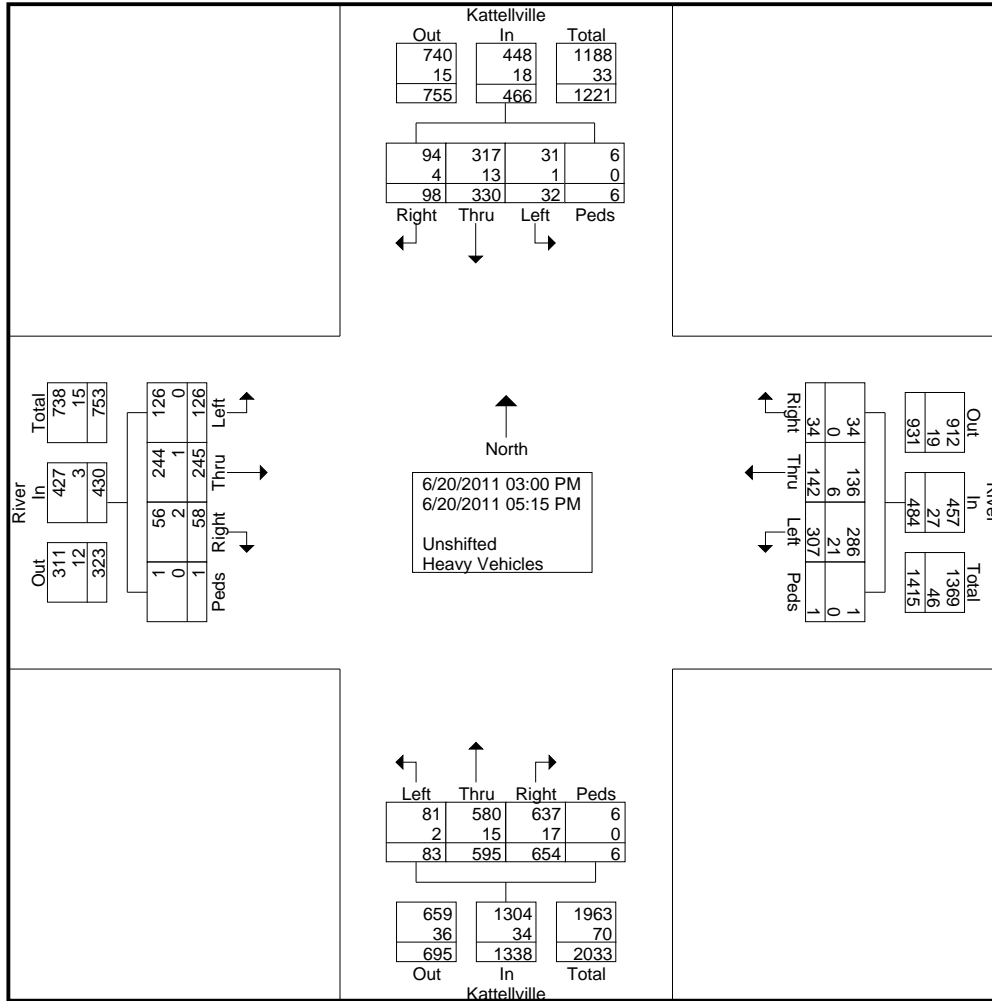 Kattellville
Out In Total
740 448 1188
15 18 33
755 466 1221
94 317 31 6
4 13 1 0
98 330 32 6
Right Thru Left Peds
River
Total In Out
738 427 311
15 3 12
753 430 323
126 244 56 1
0 1 2 0
126 245 58 1
Left Thru Right Peds
North
6/20/2011 03:00 PM
6/20/2011 05:15 PM
Unshifted
Heavy Vehicles
River
Out In Total
912 457 1369
19 27 46
931 484 1415
34 136 286 1
0 6 21 0
34 142 307 1
Right Thru Left Peds
Left Thru Right Peds
81 580 637 6
2 15 17 0
83 595 654 6
659 1304 1963
36 34 70
695 1338 2033
Out In Total
Kattellville